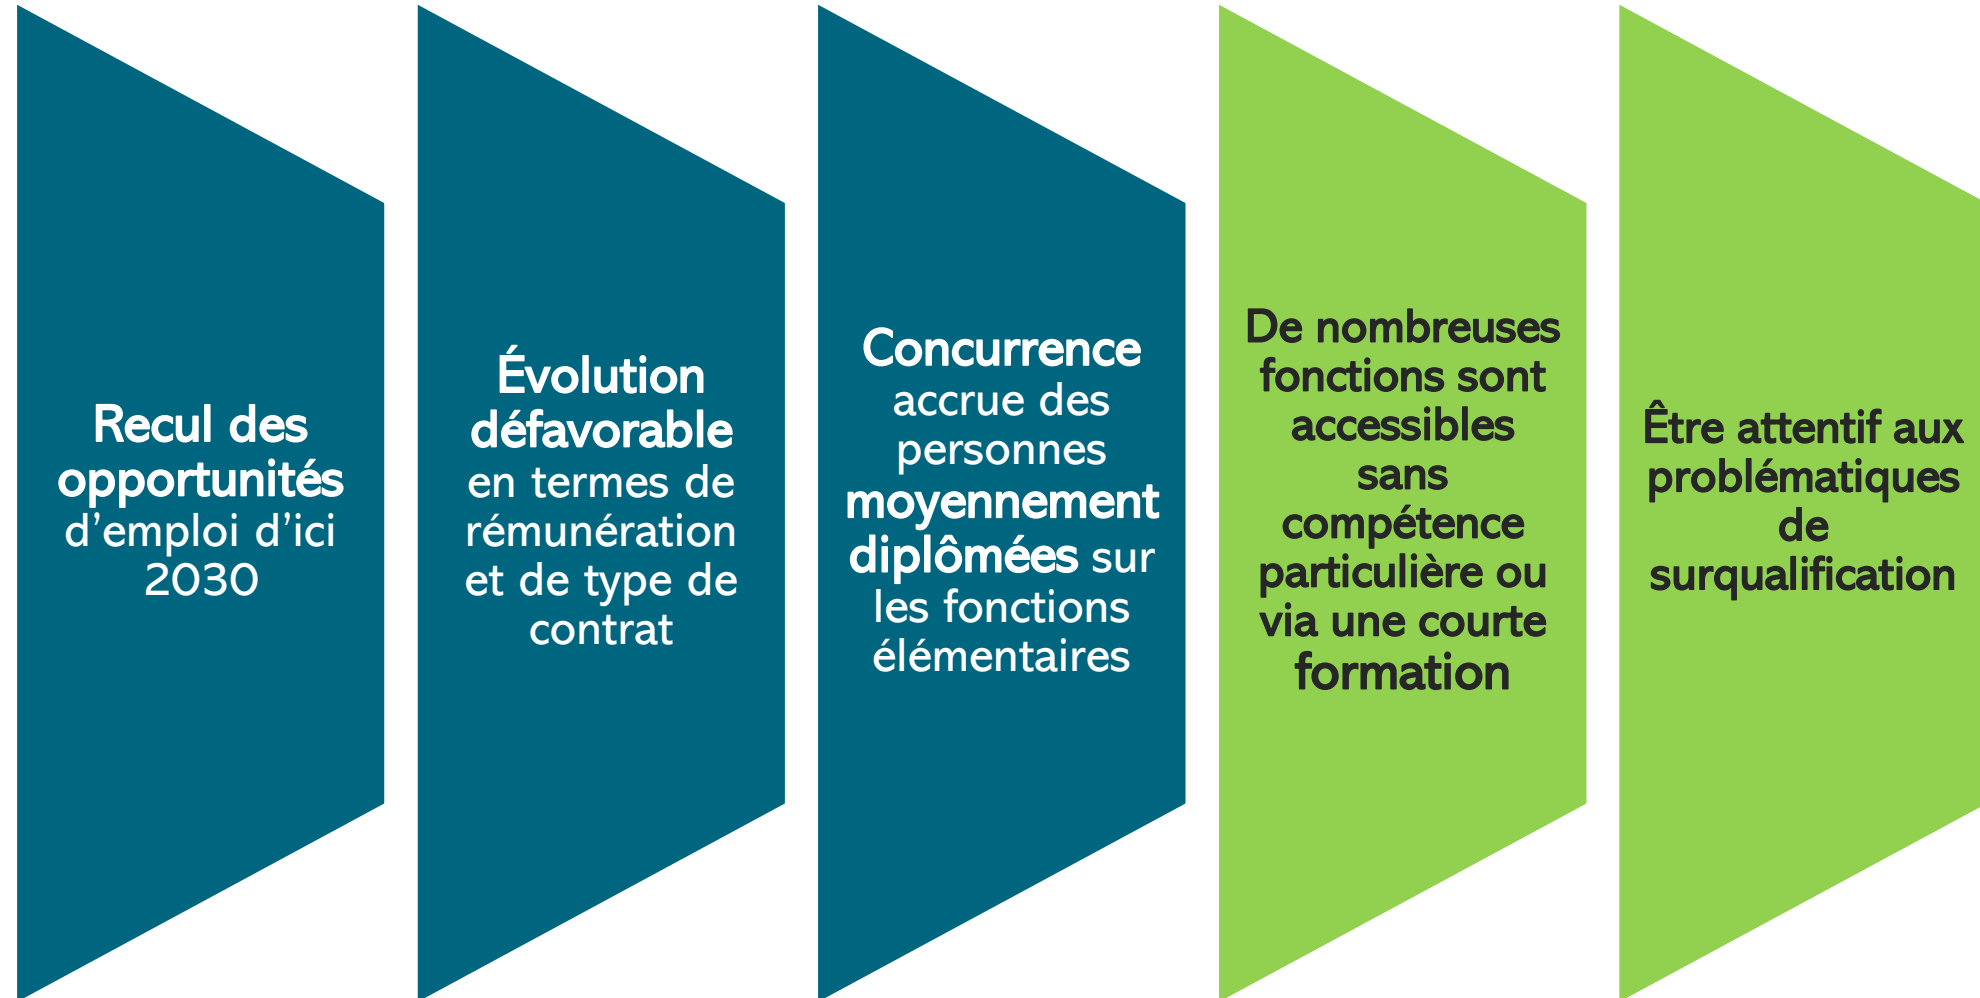 Recul des
opportunités
d’emploi d’ici
2030
Évolution
défavorable
en termes de
rémunération
et de type de
contrat
Concurrence
accrue des
personnes
moyennement
diplômées sur
les fonctions
élémentaires
De nombreuses
fonctions sont
accessibles
sans
compétence
particulière ou
via une courte
formation
Être attentif aux
problématiques
de
surqualification